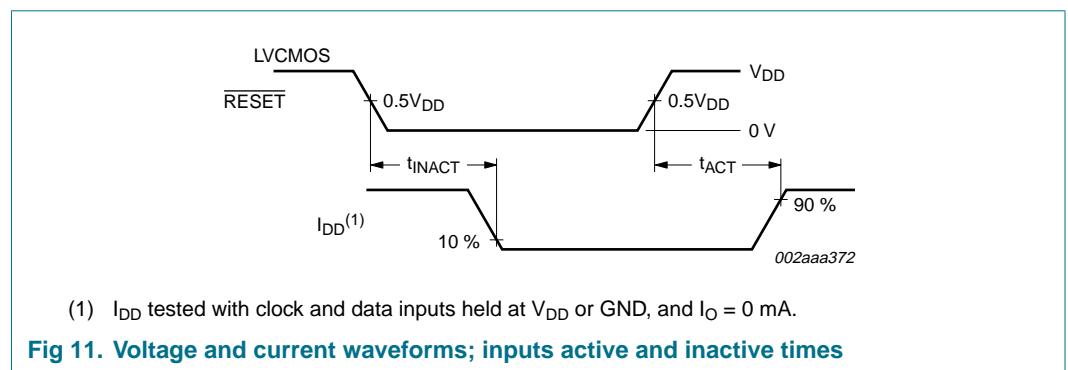 LVCMOS
RESET
0.5VDD
0.5VDD
VDD
0 V
tINACT
tACT
IDD(1)
10 %
90 %
002aaa372
(1) IDD tested with clock and data inputs held at VDD or GND, and IO = 0 mA.
Fig 11. Voltage and current waveforms; inputs active and inactive times